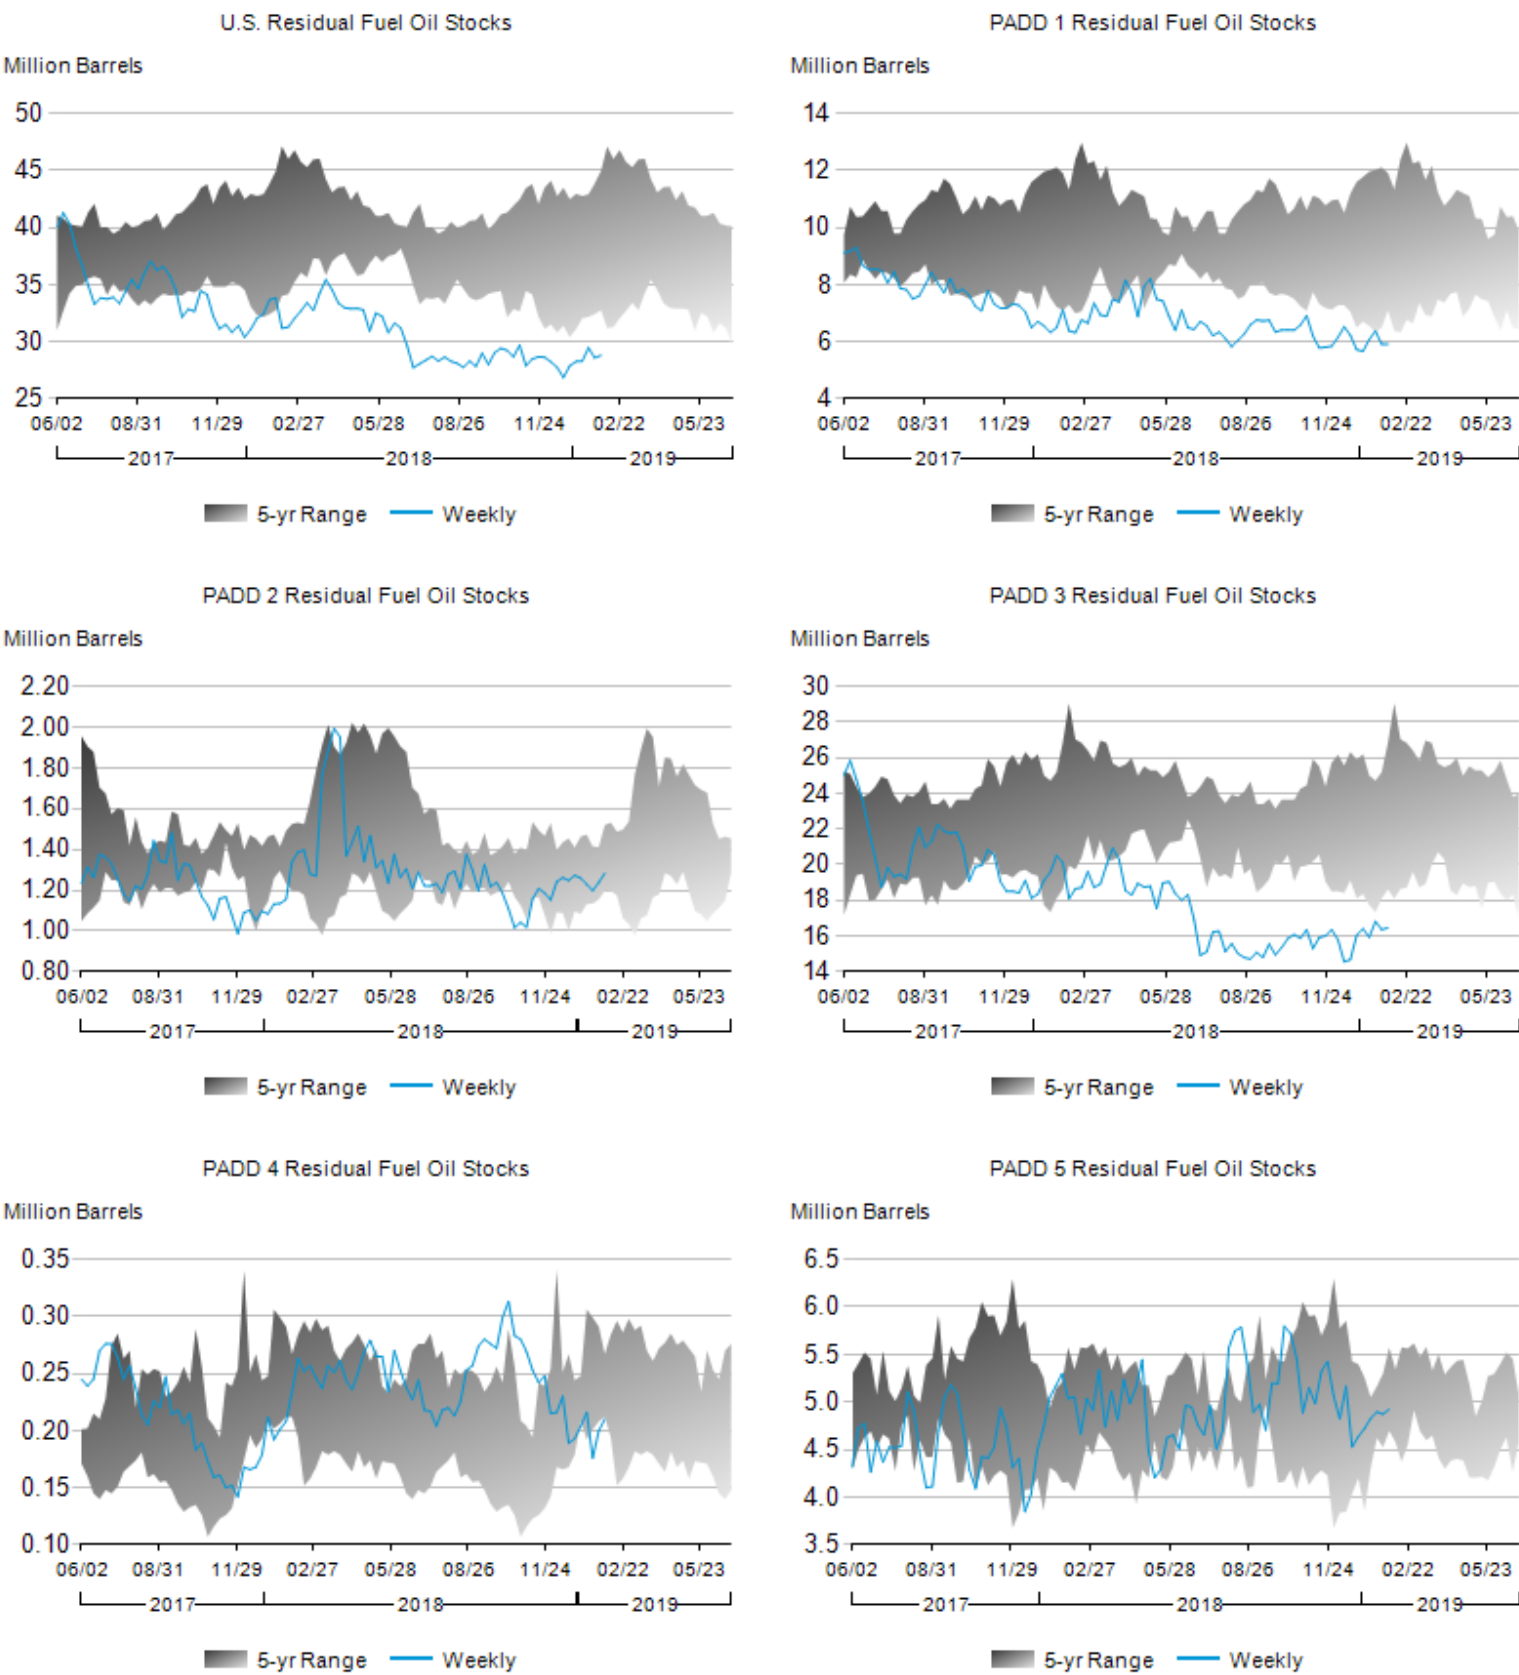 U.S. Residual Fuel Oil Stocks
Million Barrels
50
45
40
35
30
25
06/02 08/31 11/29 02/27 05/28 08/26 11/24 02/22 05/23
2017 2018 2019
5-yr Range Weekly
PADD 1 Residual Fuel Oil Stocks
Million Barrels
14
12
10
8
6
4
06/02 08/31 11/29 02/27 05/28 08/26 11/24 02/22 05/23
2017 2018 2019
5-yr Range Weekly
PADD 2 Residual Fuel Oil Stocks
Million Barrels
2.20
2.00
1.80
1.60
1.40
1.20
1.00
0.80
06/02 08/31 11/29 02/27 05/28 08/26 11/24 02/22 05/23
2017 2018 2019
5-yr Range Weekly
PADD 3 Residual Fuel Oil Stocks
Million Barrels
30
28
26
24
22
20
18
16
14
06/02 08/31 11/29 02/27 05/28 08/26 11/24 02/22 05/23
2017 2018 2019
5-yr Range Weekly
PADD 4 Residual Fuel Oil Stocks
Million Barrels
0.35
0.30
0.25
0.20
0.15
0.10
06/02 08/31 11/29 02/27 05/28 08/26 11/24 02/22 05/23
2017 2018 2019
5-yr Range Weekly
PADD 5 Residual Fuel Oil Stocks
Million Barrels
6.5
6.0
5.5
5.0
4.5
4.0
3.5
06/02 08/31 11/29 02/27 05/28 08/26 11/24 02/22 05/23
2017 2018 2019
5-yr Range Weekly